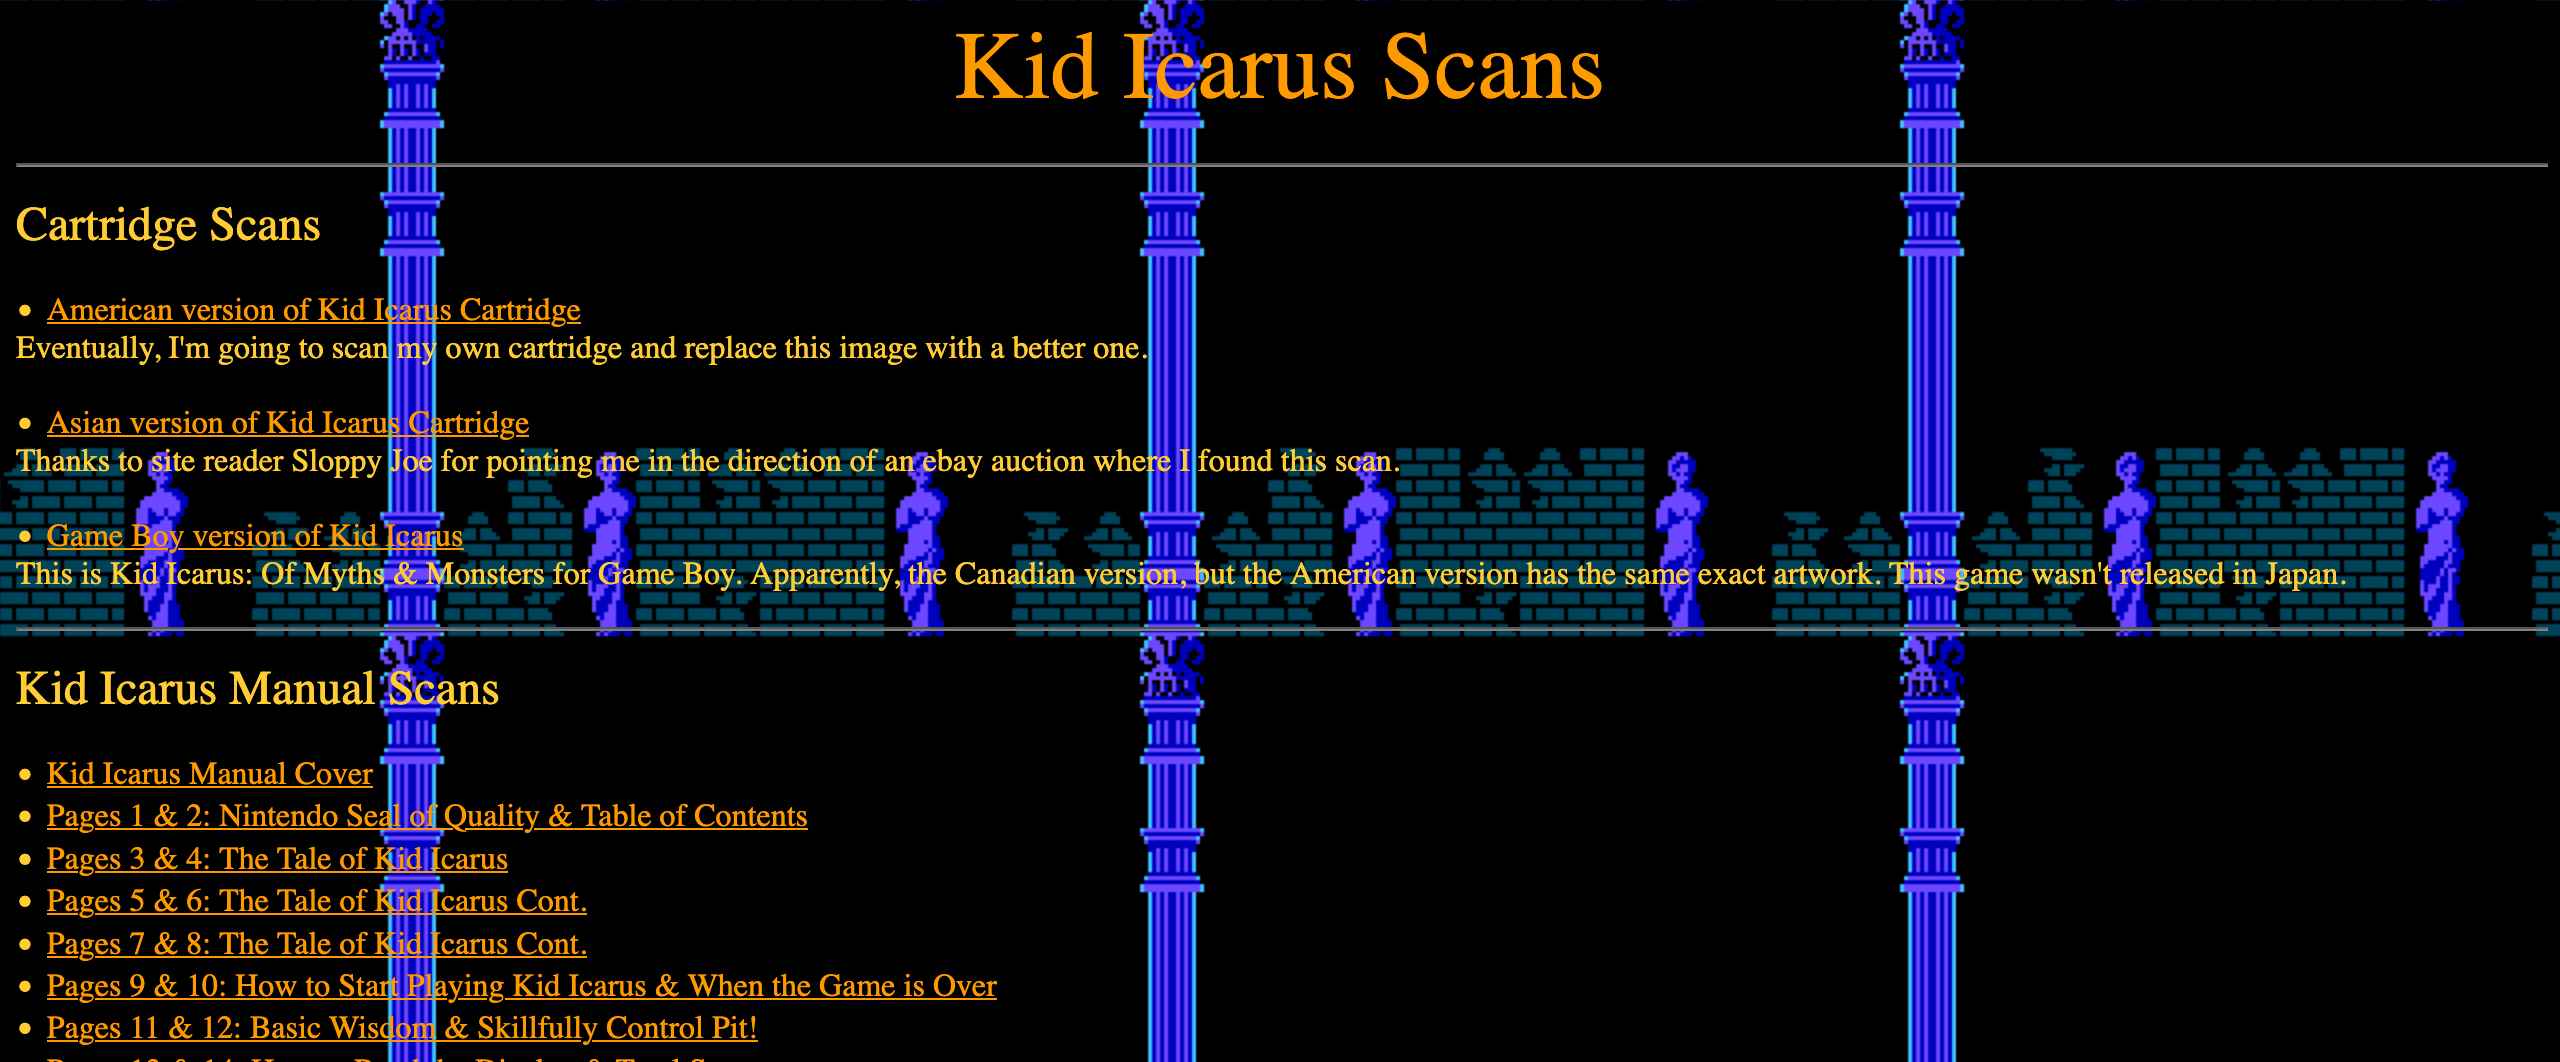 Kid Icarus Scans
Cartridge Scans
• American version of Kid Icarus Cartridge
Eventually, I'm going to scan my own cartridge and replace this image with a better one.
• Asian version of Kid Icarus Cartridge
Thanks to site reader Sloppy Joe for pointing me in the direction of an ebay auction where I found this scan.
• Game Boy version of Kid Icarus
This is Kid Icarus: Of Myths & Monsters for Game Boy. Apparently, the Canadian version, but the American version has the same exact artwork. This game wasn't released in Japan.
Kid Icarus Manual Scans
• Kid Icarus Manual Cover
• Pages 1 & 2: Nintendo Seal of Quality & Table of Contents
• Pages 3 & 4: The Tale of Kid Icarus
• Pages 5 & 6: The Tale of Kid Icarus Cont.
• Pages 7 & 8: The Tale of Kid Icarus Cont.
• Pages 9 & 10: How to Start Playing Kid Icarus & When the Game is Over
• Pages 11 & 12: Basic Wisdom & Skillfully Control Pit!